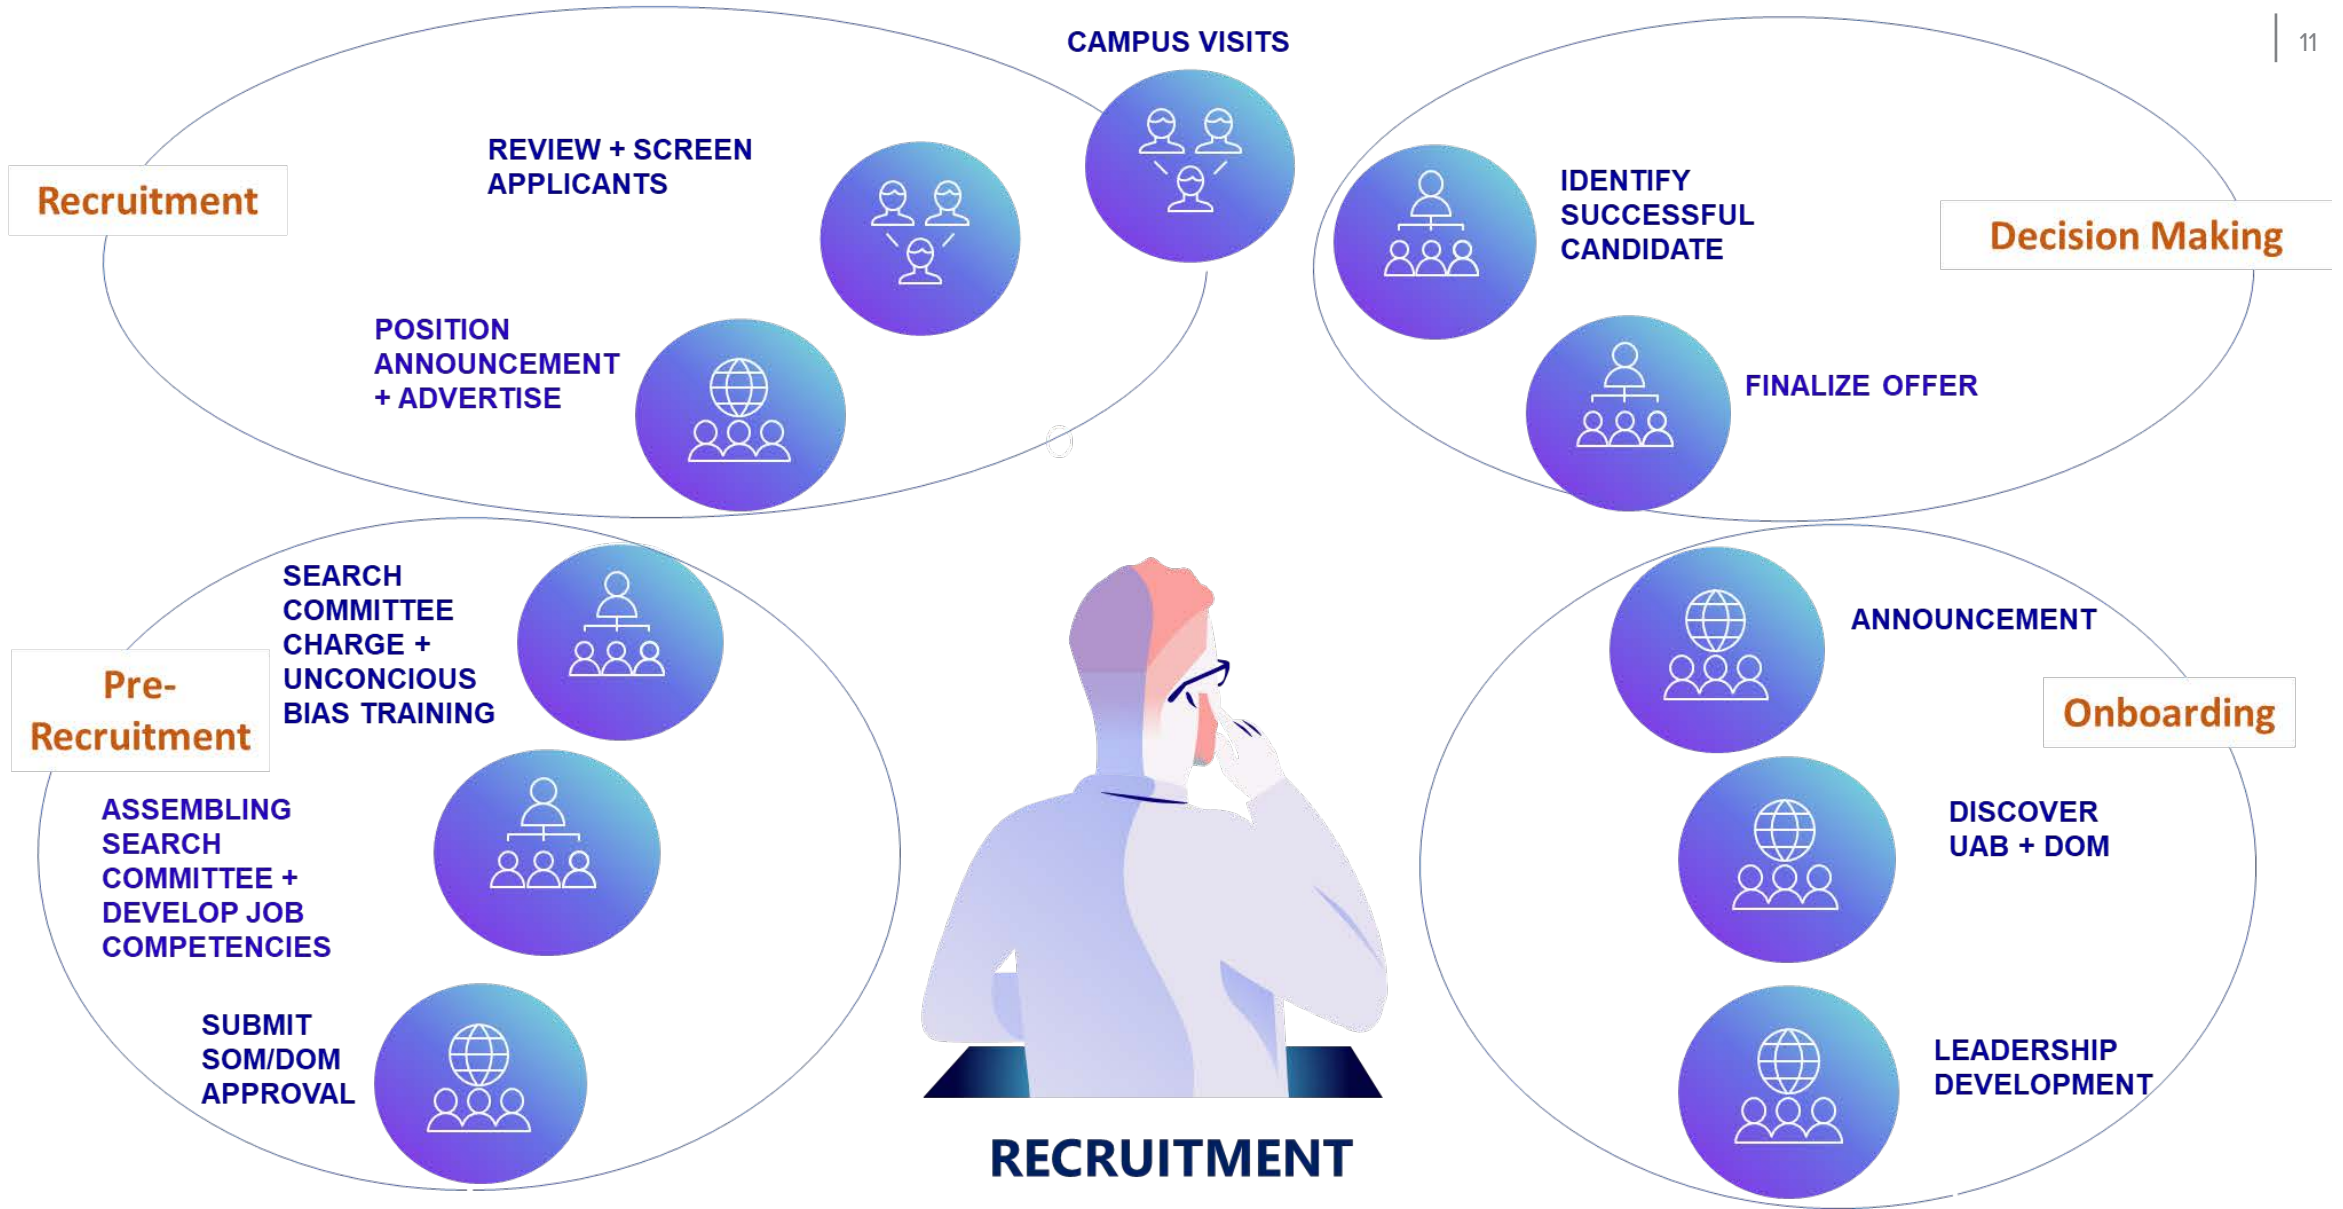 11
CAMPUS VISITS
Recruitment
REVIEW + SCREEN
APPLICANTS
POSITION
ANNOUNCEMENT
+ ADVERTISE
IDENTIFY
SUCCESSFUL
CANDIDATE
Decision Making
FINALIZE OFFER
Pre-
Recruitment
SEARCH
COMMITTEE
CHARGE +
UNCONCIOUS
BIAS TRAINING
ASSEMBLING
SEARCH
COMMITTEE +
DEVELOP JOB
COMPETENCIES
SUBMIT
SOM/DOM
APPROVAL
ANNOUNCEMENT
Onboarding
DISCOVER
UAB + DOM
LEADERSHIP
DEVELOPMENT
RECRUITMENT